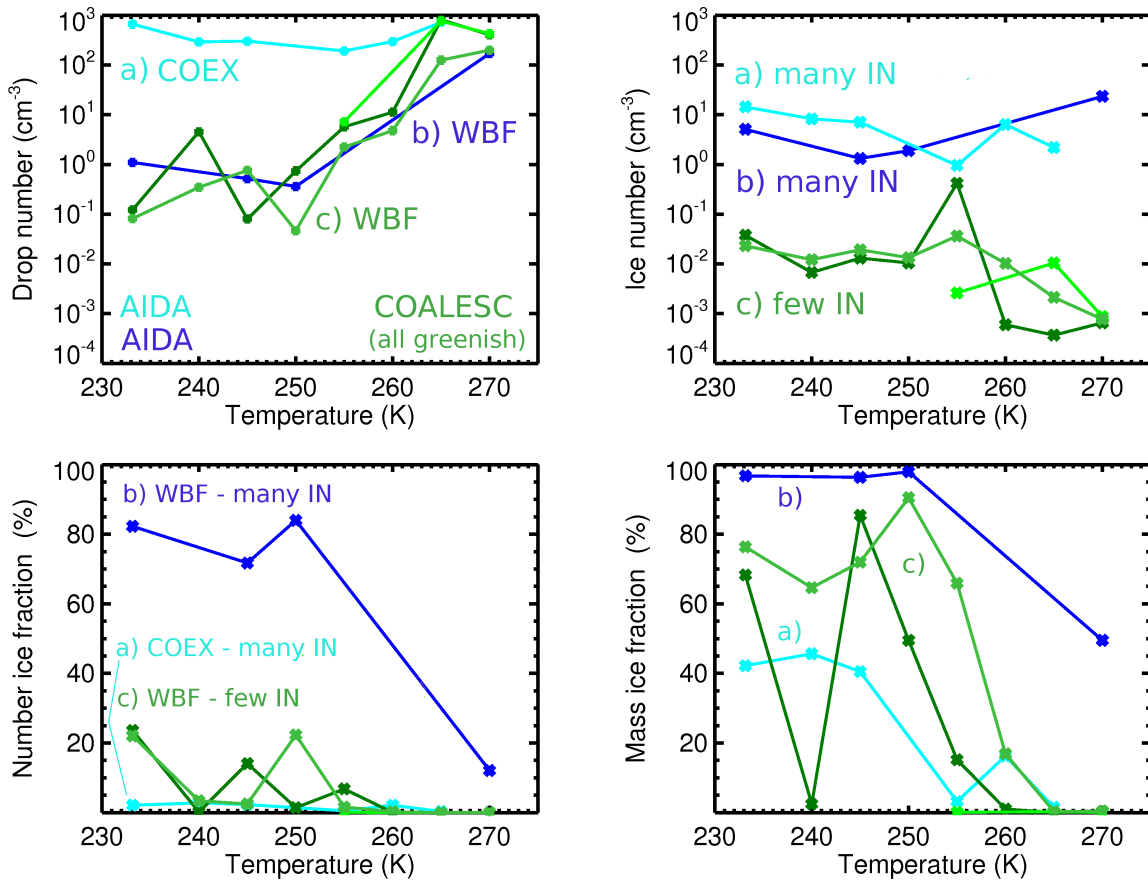 10³
10²
10¹
10⁰
10⁻¹
10⁻²
10⁻³
10⁻⁴
Drop number (cm⁻³)
a) COEX
b) WBF
c) WBF
AIDA
AIDA
COALESC
(all greenish)
230 240 250 260 270
Temperature (K)
10³
10²
10¹
10⁰
10⁻¹
10⁻²
10⁻³
10⁻⁴
Ice number (cm⁻³)
a) many IN
b) many IN
c) few IN
230 240 250 260 270
Temperature (K)
100
80
60
40
20
Number ice fraction (%)
b) WBF - many IN
a) COEX - many IN
c) WBF - few IN
230 240 250 260 270
Temperature (K)
100
80
60
40
20
Mass ice fraction (%)
b)
c)
a)
230 240 250 260 270
Temperature (K)